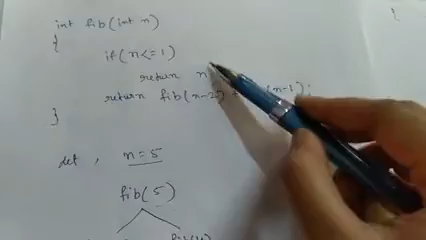 int fib(int n)
{
if(n<=1)
return n
return fib(n-2) + (n-1);
}
let, n=5
fib(5)